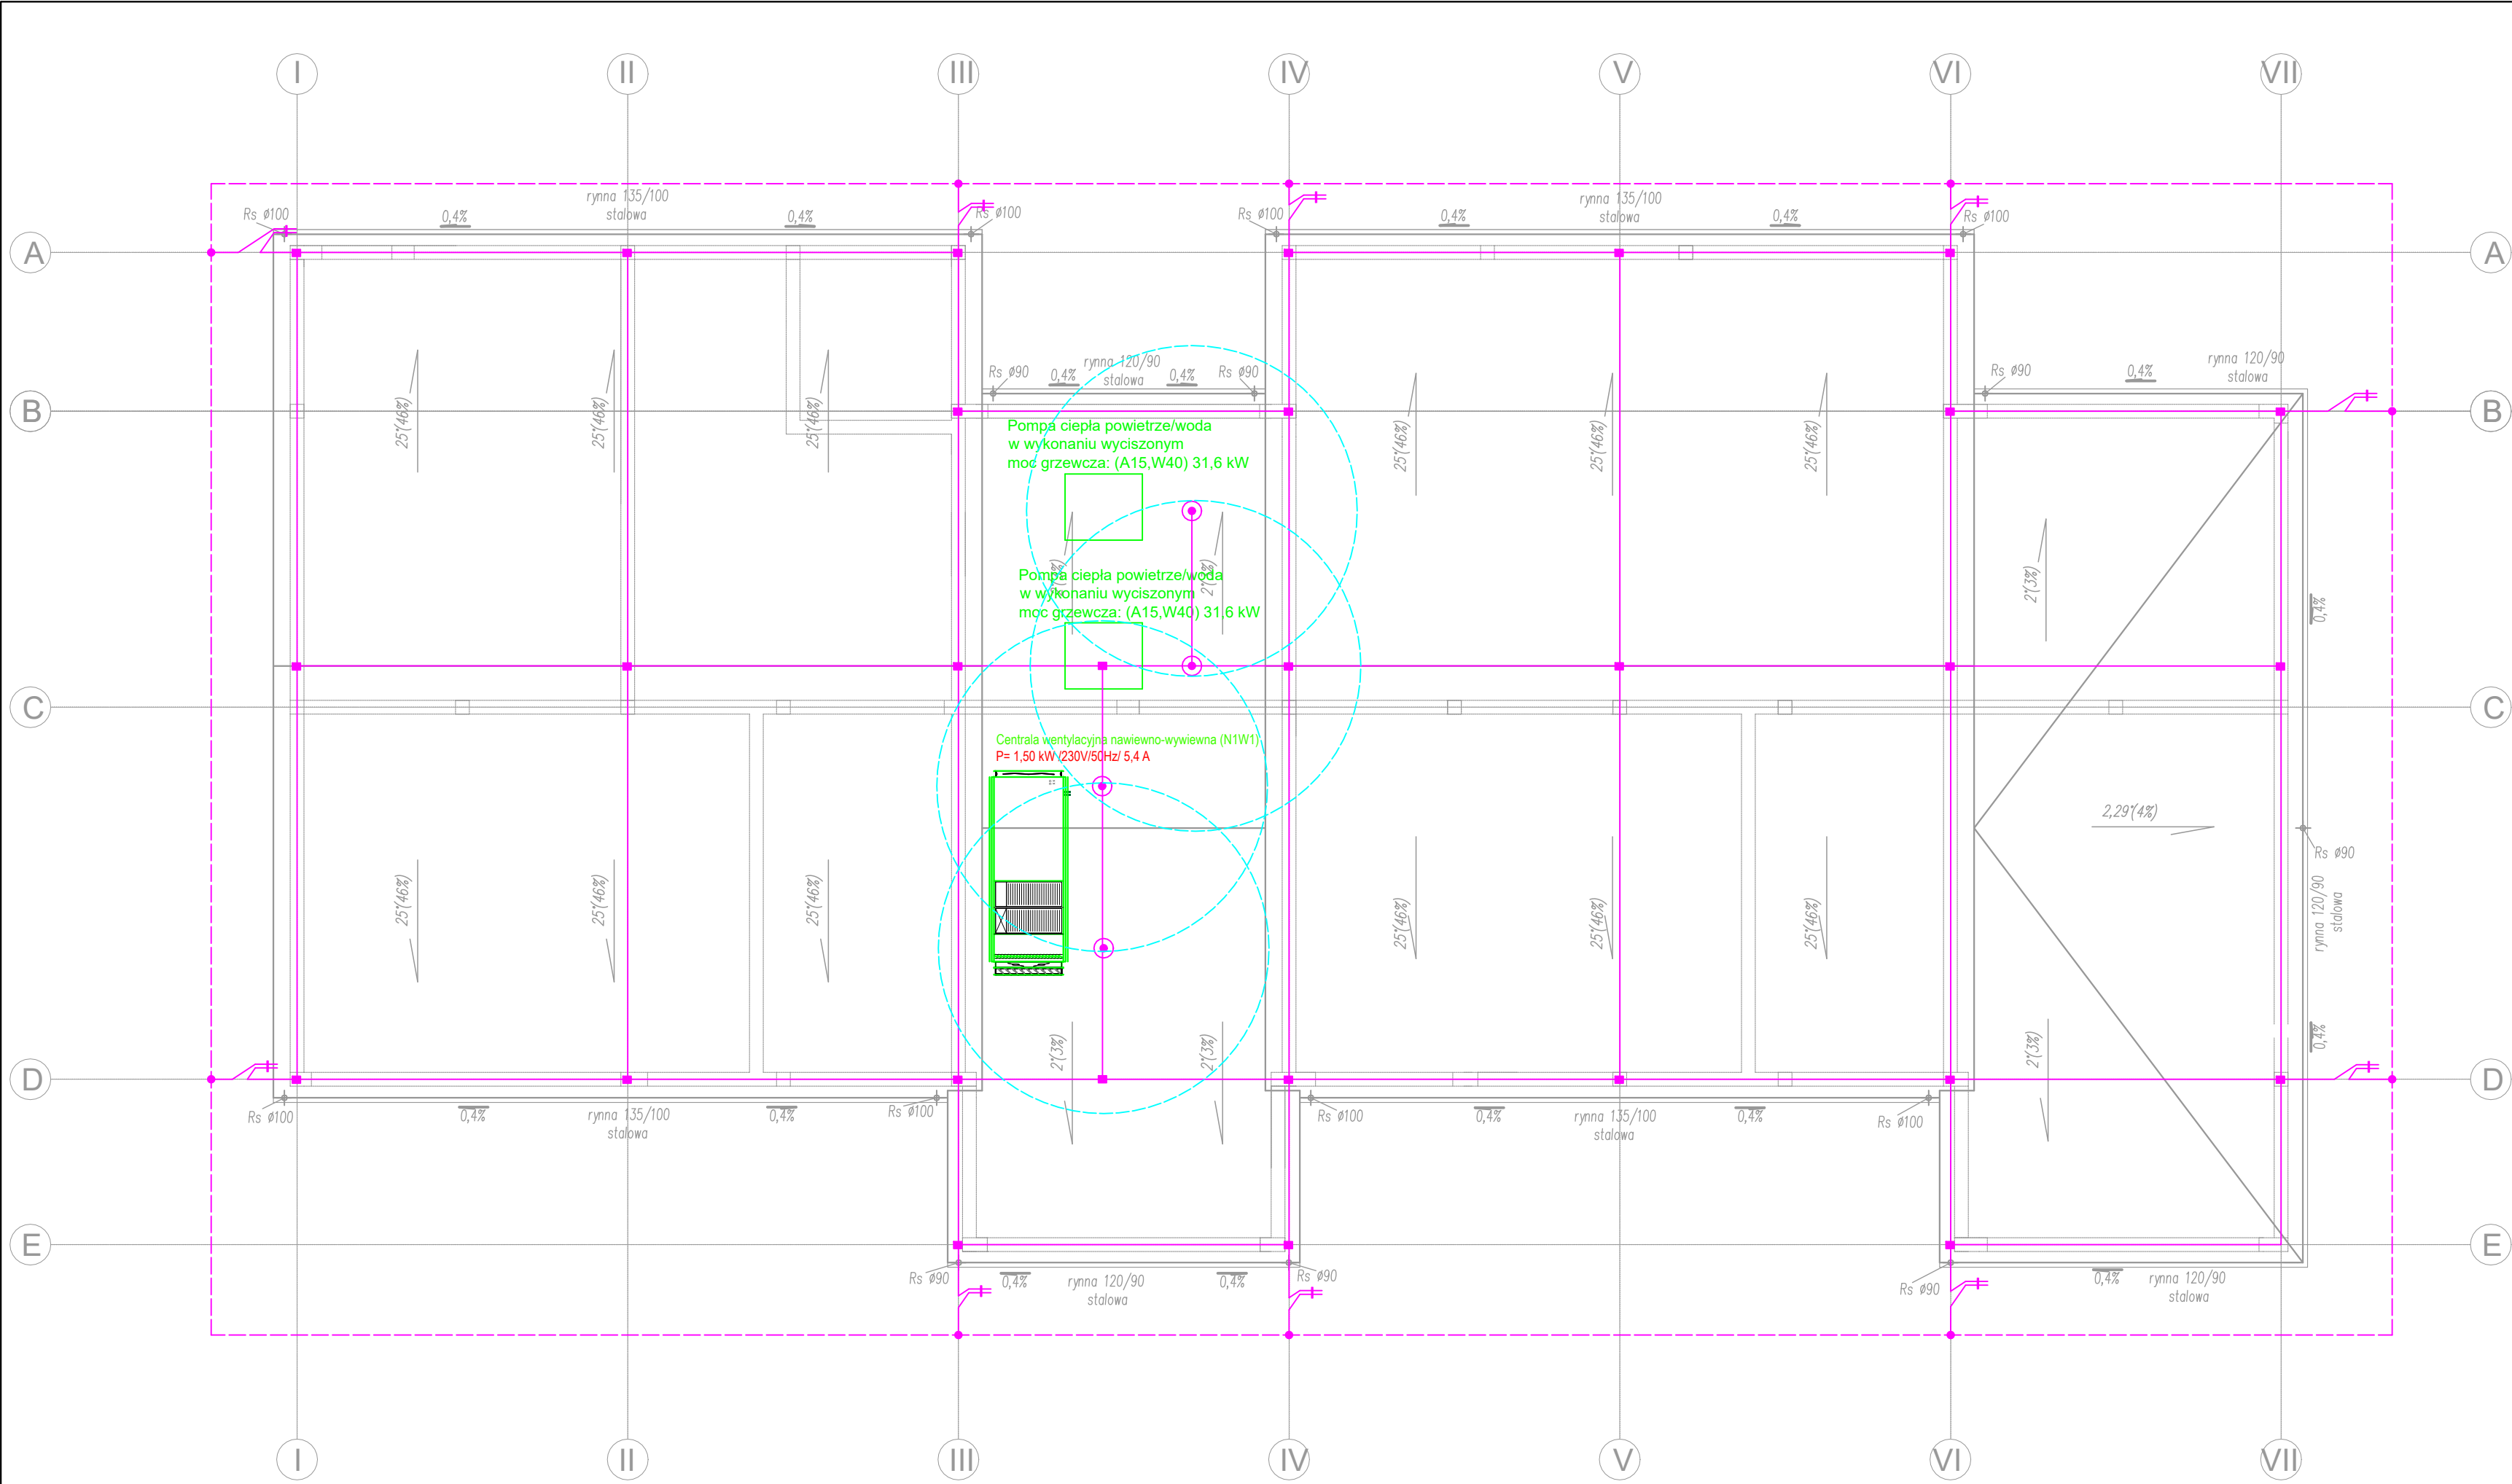 I II III IV V VI VII
rynna 135/100
stalowa
Rs ø100
0,4%
0,4%
Rs ø100
rynna 135/100
stalowa
Rs ø100
0,4%
0,4%
Rs ø100
A
A
rynna 120/90
stalowa
Rs ø90
0,4%
0,4%
Rs ø90
Rs ø90
0,4%
rynna 120/90
stalowa
B
B
25°(46%)
25°(46%)
25°(46%)
25°(46%)
25°(46%)
25°(46%)
Pompa ciepła powietrze/woda
w wykonaniu wyciszonym
moc grzewcza: (A15,W40) 31,6 kW
2°(3%)
2°(3%)
2°(3%)
0,4%
Pompa ciepła powietrze/woda
w wykonaniu wyciszonym
moc grzewcza: (A15,W40) 31,6 kW
C
C
Centrala wentylacyjna nawiewno-wywiewna (N1W1)
P= 1,50 kW /230V/50Hz/ 5,4 A
2,29°(4%)
Rs ø90
25°(46%)
25°(46%)
25°(46%)
25°(46%)
25°(46%)
25°(46%)
rynna 120/90
stalowa
2°(3%)
2°(3%)
2°(3%)
0,4%
D
D
Rs ø100
0,4%
rynna 135/100
stalowa
0,4%
Rs ø100
Rs ø100
0,4%
rynna 135/100
stalowa
0,4%
Rs ø100
E
E
Rs ø90
0,4%
rynna 120/90
stalowa
0,4%
Rs ø90
Rs ø90
0,4%
rynna 120/90
stalowa
I II III IV V VI VII